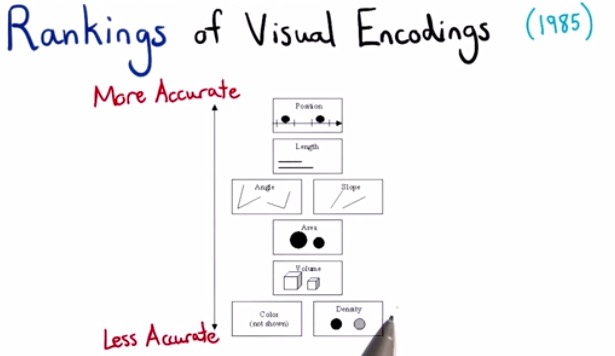 Rankings of Visual Encodings (1985)
More Accurate
Position
Length
Angle Slope
Area
Volume
Color Density
(not shown)
Less Accurate